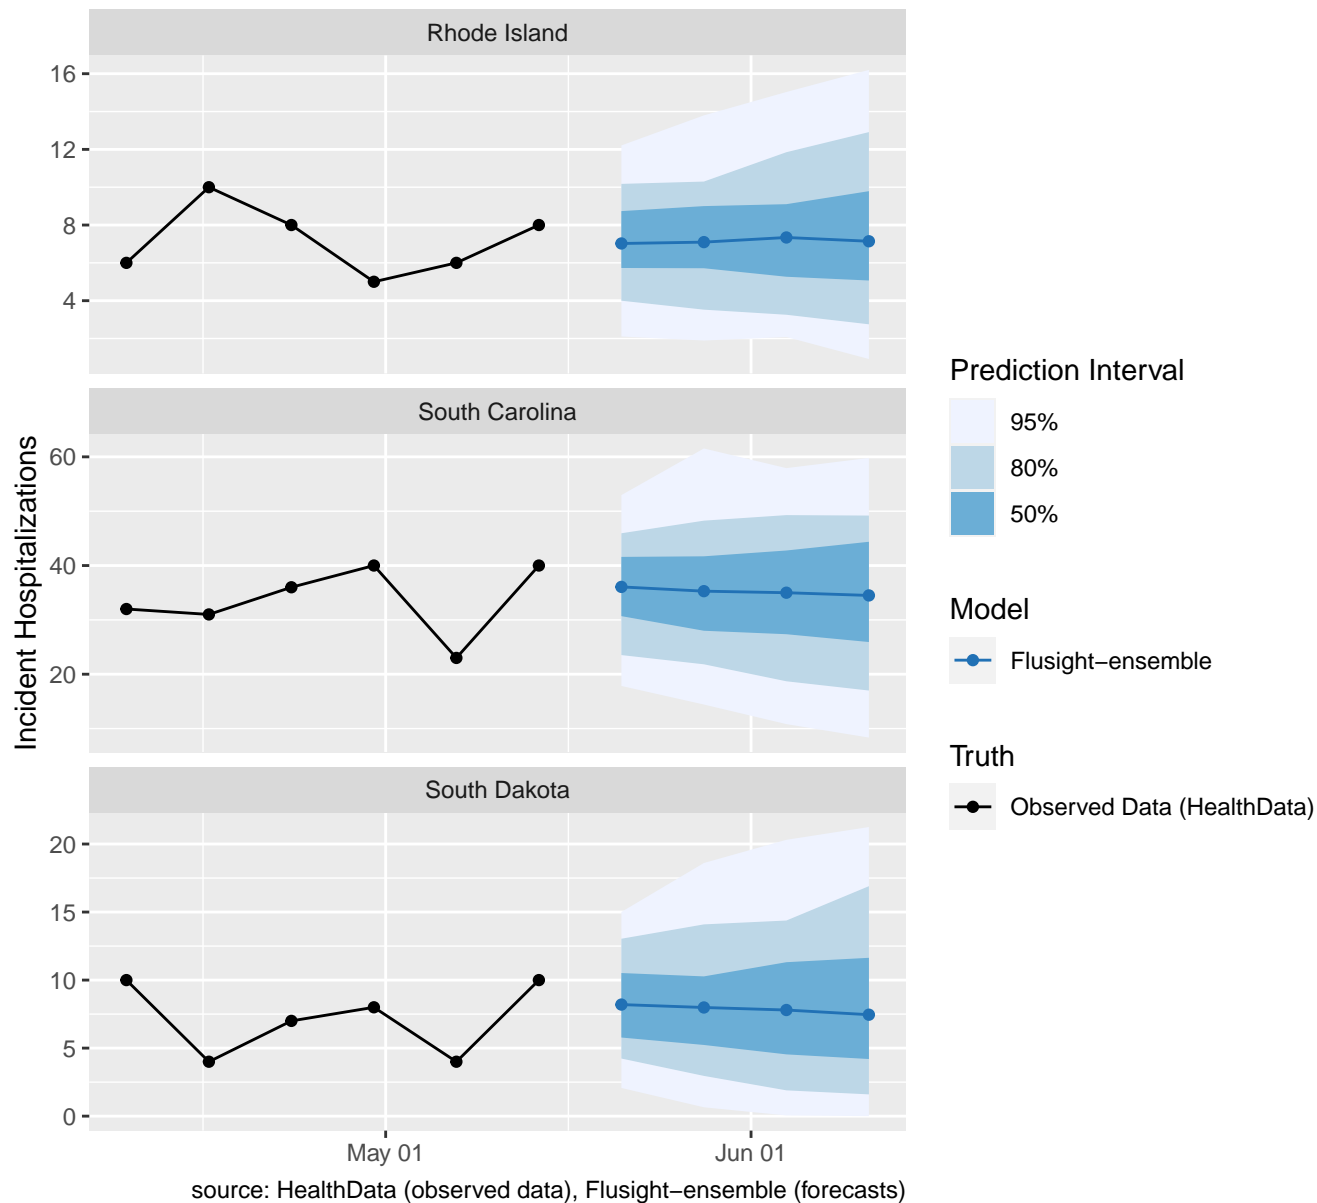 Rhode Island
16
12
8
4
South Carolina
60
40
20
South Dakota
20
15
10
5
0
May 01
Jun 01
Incident Hospitalizations
source: HealthData (observed data), Flusight−ensemble (forecasts)
Prediction Interval
95%
80%
50%
Model
Flusight−ensemble
Truth
Observed Data (HealthData)